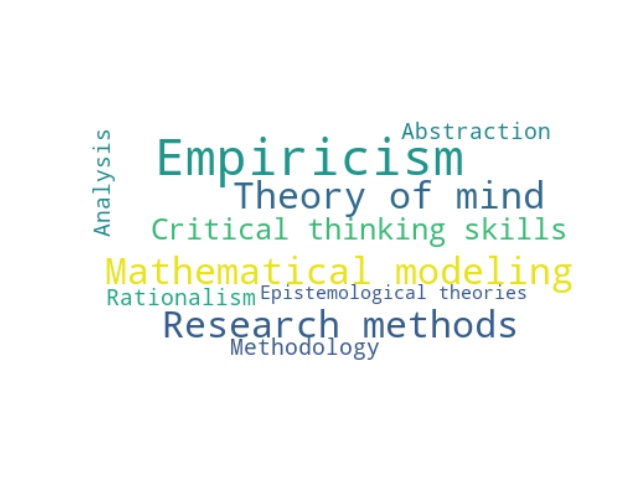 Analysis
Abstraction
Empiricism
Theory of mind
Critical thinking skills
Mathematical modeling
Rationalism
Epistemological theories
Research methods
Methodology